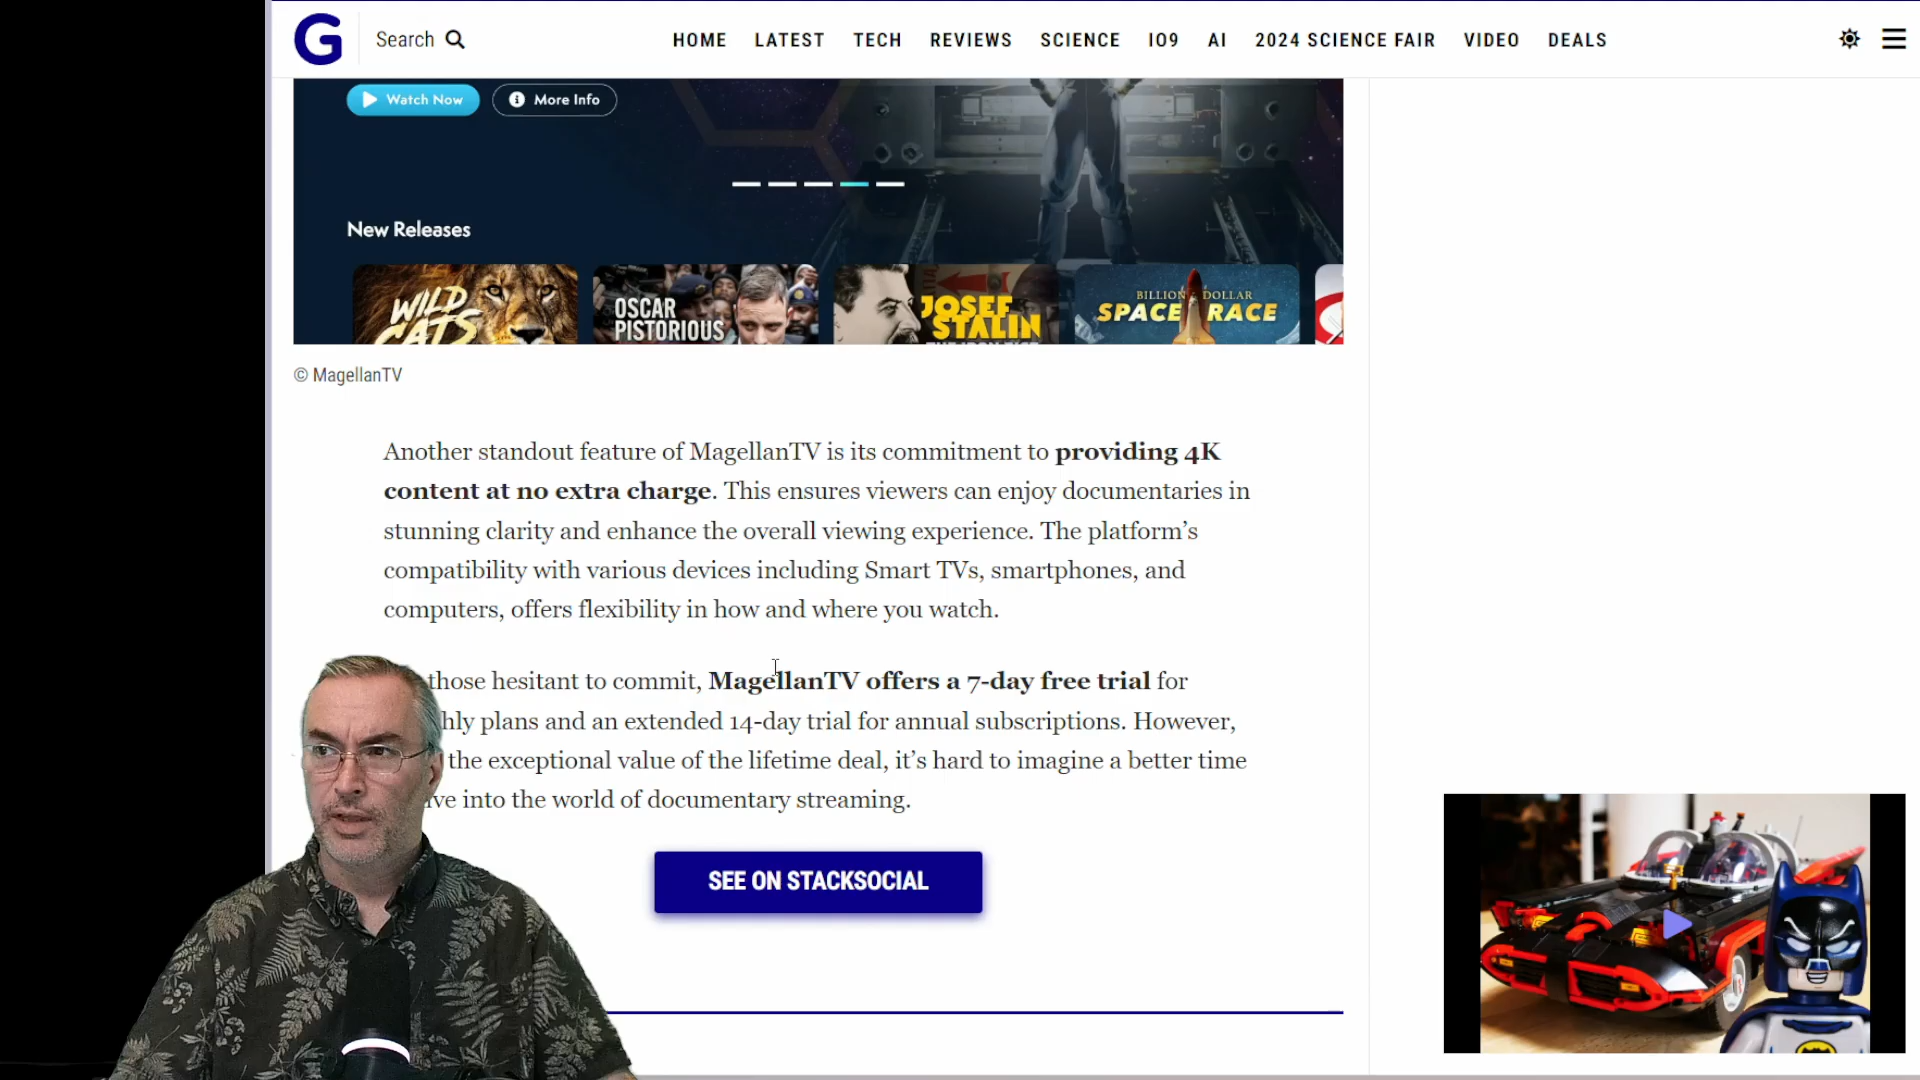 G
Search
HOME LATEST TECH REVIEWS SCIENCE IO9 AI 2024 SCIENCE FAIR VIDEO DEALS
Watch Now
More Info
New Releases
WILD
CATS
OSCAR
PISTORIOUS
JOSEF
STALIN
BILLION DOLLAR
SPACE RACE
© MagellanTV
Another standout feature of MagellanTV is its commitment to providing 4K
content at no extra charge. This ensures viewers can enjoy documentaries in
stunning clarity and enhance the overall viewing experience. The platform’s
compatibility with various devices including Smart TVs, smartphones, and
computers, offers flexibility in how and where you watch.
those hesitant to commit, MagellanTV offers a 7-day free trial for
hly plans and an extended 14-day trial for annual subscriptions. However,
the exceptional value of the lifetime deal, it’s hard to imagine a better time
ve into the world of documentary streaming.
SEE ON STACKSOCIAL